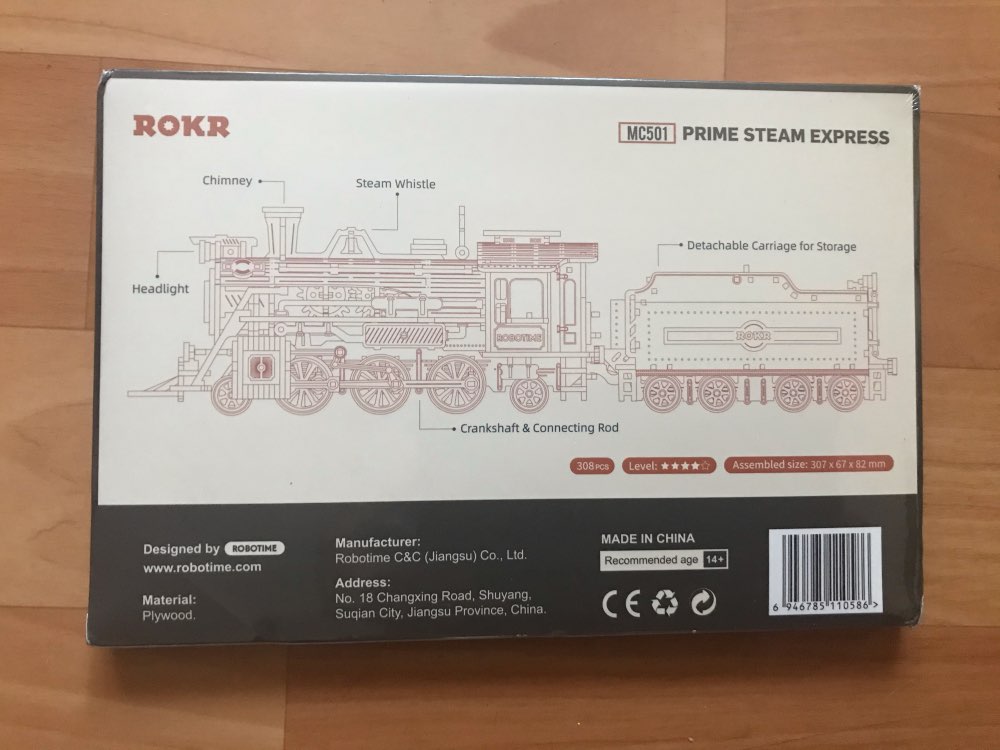 ROKR
MC501 PRIME STEAM EXPRESS
Chimney
Steam Whistle
Detachable Carriage for Storage
Headlight
ROBOTIME
ROKR
Crankshaft & Connecting Rod
308 PCS
Level: ★★★★☆
Assembled size: 307 x 67 x 82 mm
Designed by ROBOTIME
www.robotime.com
Material:
Plywood.
Manufacturer:
Robotime C&C (Jiangsu) Co., Ltd.
Address:
No. 18 Changxing Road, Shuyang,
Suqian City, Jiangsu Province, China.
MADE IN CHINA
Recommended age 14+
CE
6 946785 110586 >